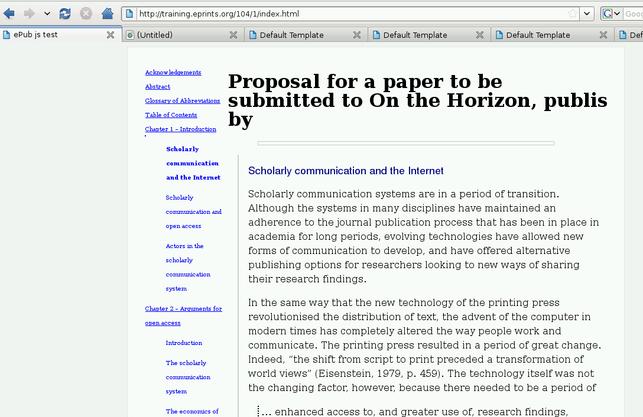 http://training.eprints.org/104/1/index.html
ePub js test
(Untitled)
Default Template
Default Template
Default Template
Acknowledgements
Abstract
Glossary of Abbreviations
Table of Contents
Chapter 1 – Introduction
Scholarly
communication
and the Internet
Scholarly
communication and
open access
Actors in the
scholarly
communication
system
Chapter 2 – Arguments for
open access
Introduction
The scholarly
communication
system
The economics of
Proposal for a paper to be
submitted to On the Horizon, publis
by
Scholarly communication and the Internet
Scholarly communication systems are in a period of transition.
Although the systems in many disciplines have maintained an
adherence to the journal publication process that has been in place in
academia for long periods, evolving technologies have allowed new
forms of communication to develop, and have offered alternative
publishing options for researchers looking to new ways of sharing
their research findings.
In the same way that the new technology of the printing press
revolutionised the distribution of text, the advent of the computer in
modern times has completely altered the way people work and
communicate. The printing press resulted in a period of great change.
Indeed, “the shift from script to print preceded a transformation of
world views” (Eisenstein, 1979, p. 459). The technology itself was not
the changing factor, however, because there needed to be a period of
... enhanced access to, and greater use of, research findings,